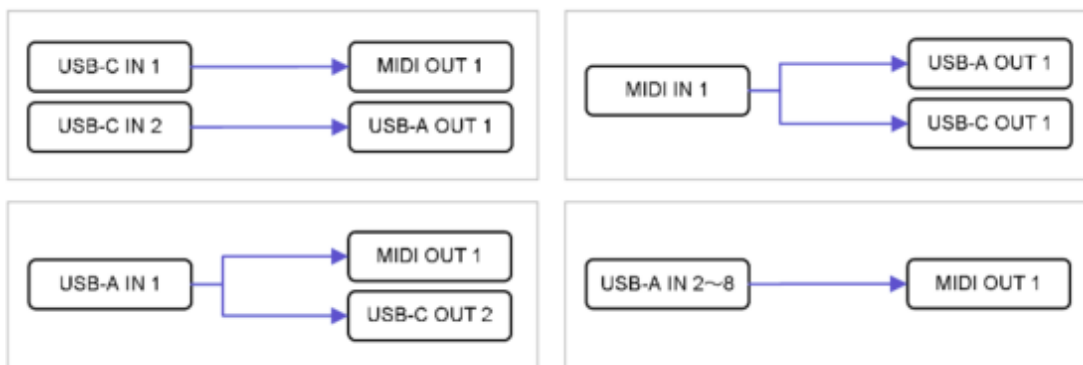 USB-C IN 1
MIDI OUT 1
USB-C IN 2
USB-A OUT 1
MIDI IN 1
USB-A OUT 1
USB-C OUT 1
USB-A IN 1
MIDI OUT 1
USB-C OUT 2
USB-A IN 2～8
MIDI OUT 1